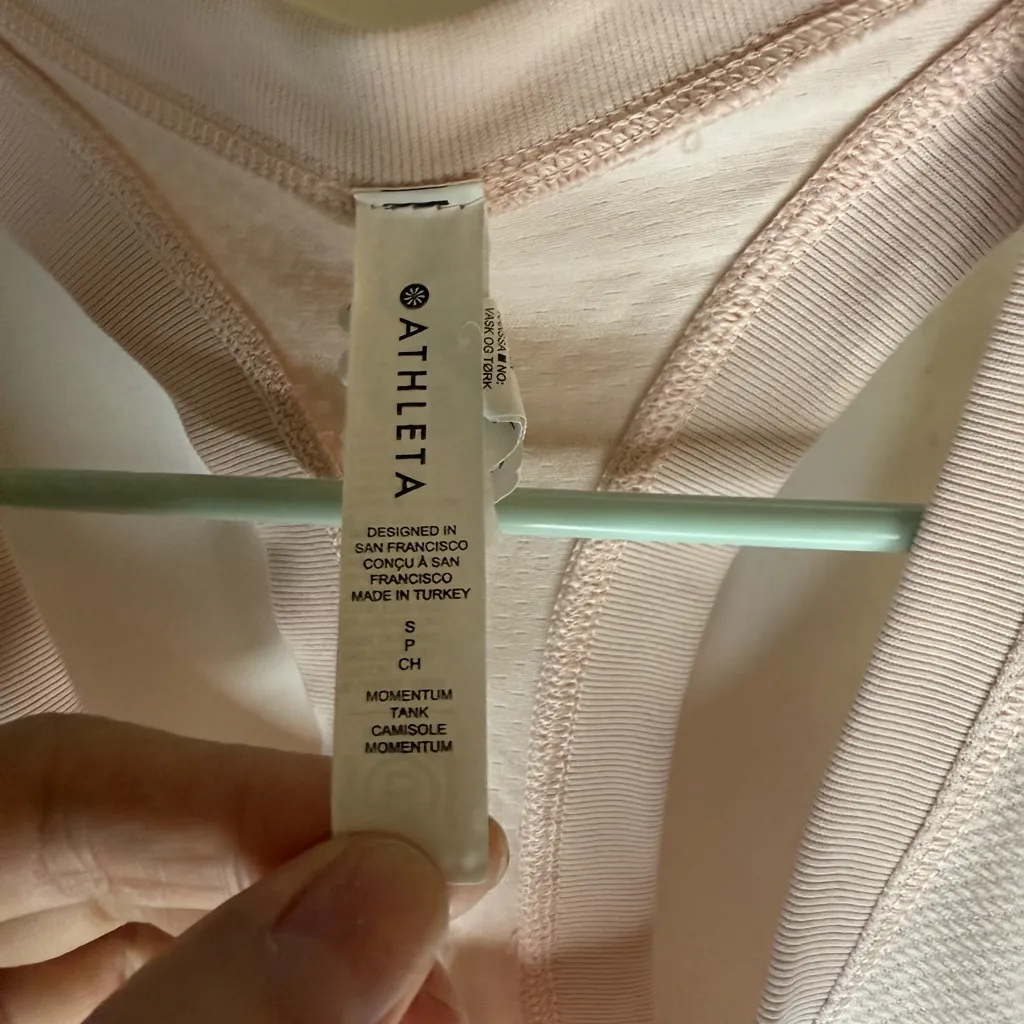 ATHLETA
DESIGNED IN
SAN FRANCISCO
CONÇU À SAN
FRANCISCO
MADE IN TURKEY
S
P
CH
MOMENTUM
TANK
CAMISOLE
MOMENTUM
NO:
VASK OG TØRK